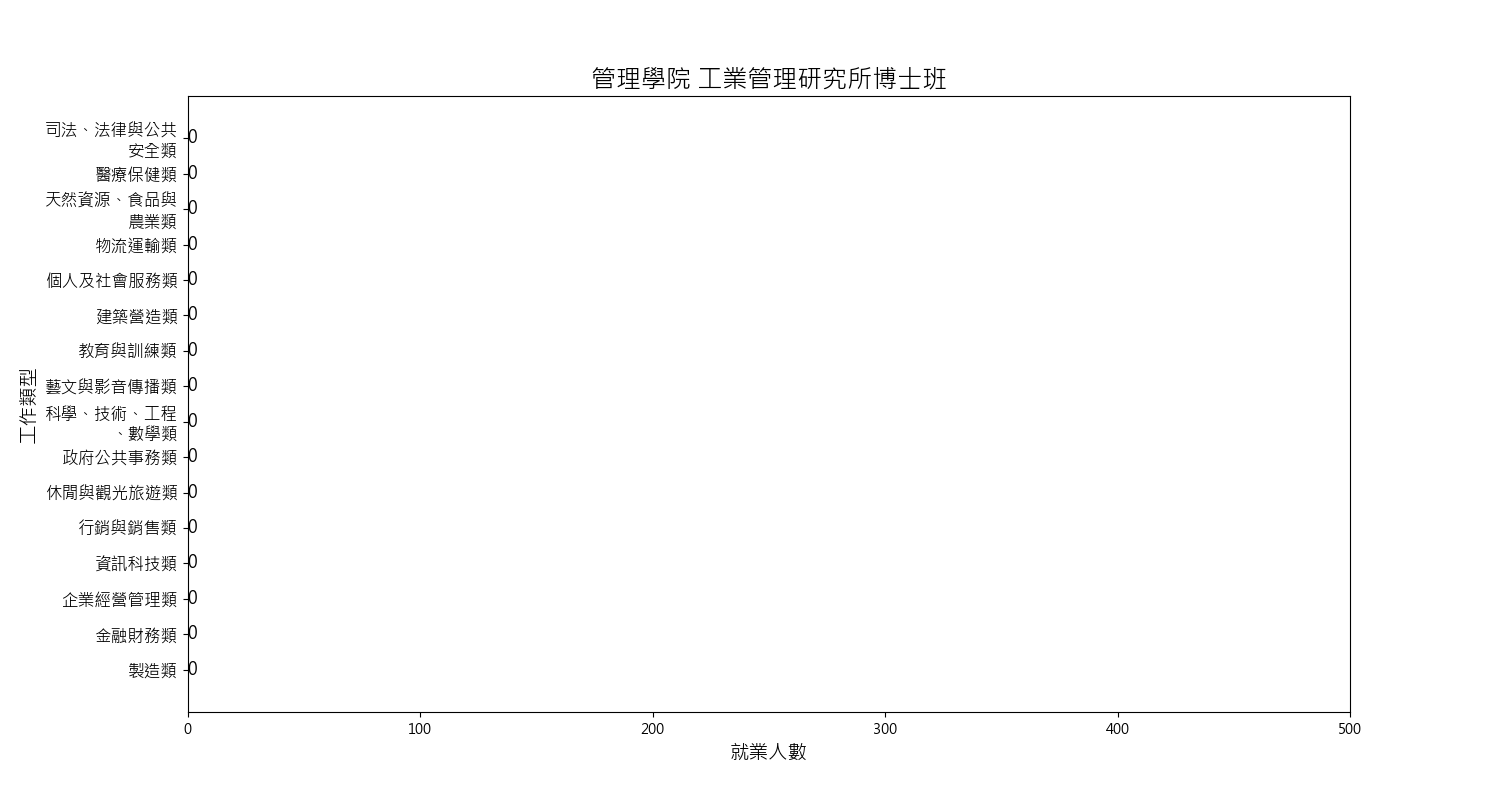 管理學院 工業管理研究所博士班
工作類型
司法、法律與公共
安全類
0
醫療保健類
0
天然資源、食品與
農業類
0
物流運輸類
0
個人及社會服務類
0
建築營造類
0
教育與訓練類
0
藝文與影音傳播類
0
科學、技術、工程
、數學類
0
政府公共事務類
0
休閒與觀光旅遊類
0
行銷與銷售類
0
資訊科技類
0
企業經營管理類
0
金融財務類
0
製造類
0
0 100 200 300 400 500
就業人數